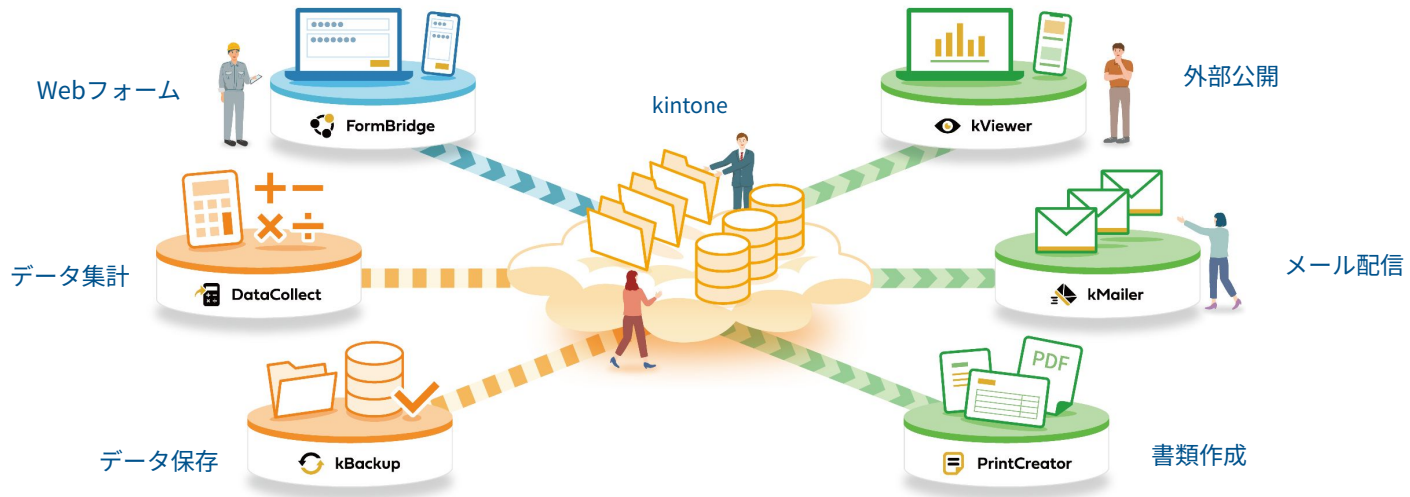 Webフォーム
FormBridge
kintone
kViewer
外部公開
データ集計
DataCollect
kMailer
メール配信
データ保存
kBackup
PDF
PrintCreator
書類作成